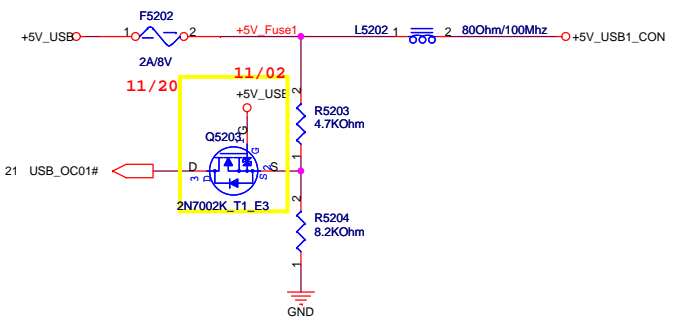 F5202
+5V_USB 1 2 +5V_Fuse1 L5202 1 2 80Ohm/100Mhz +5V_USB1_CON
2A/8V
11/20 11/02
+5V_USB
2
R5203
4.7KOhm
1
Q5203 G 1 G
21 USB_OC01# D 3 D S 2 S
2N7002K_T1_E3
2
R5204
8.2KOhm
1
GND